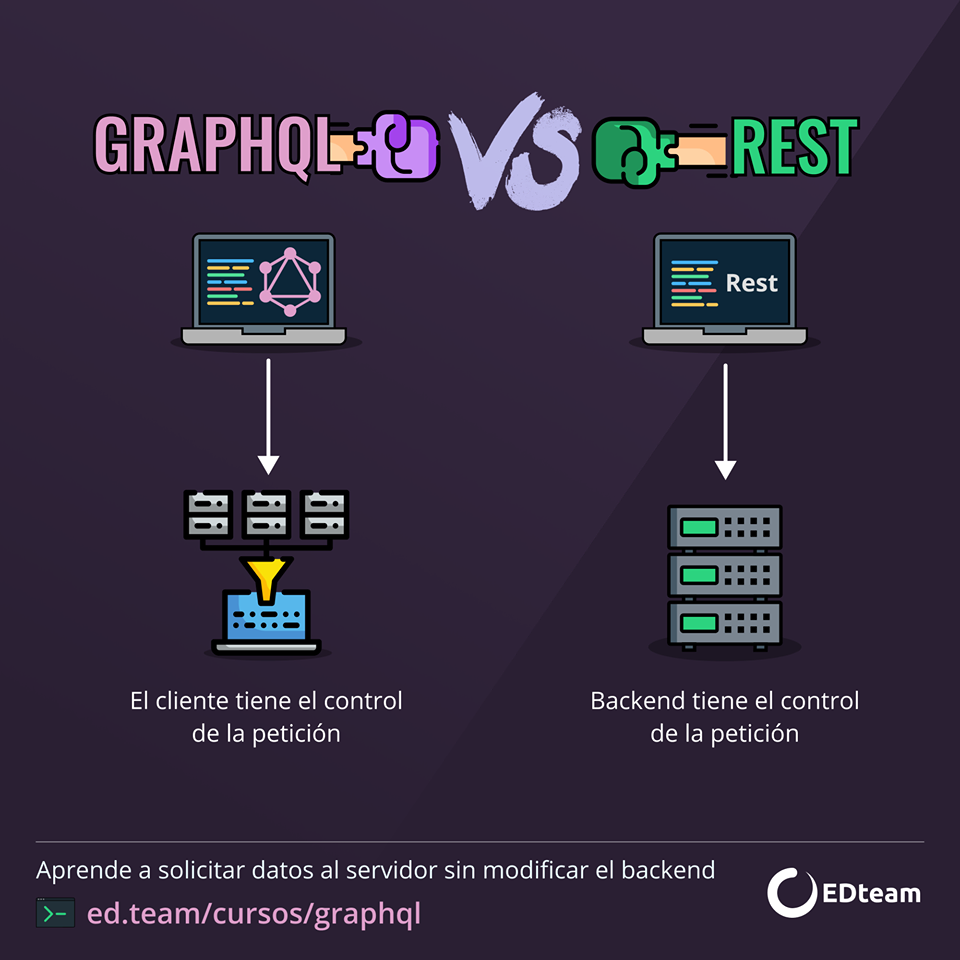 GRAPHQL VS REST
Rest
El cliente tiene el control
de la petición
Backend tiene el control
de la petición
Aprende a solicitar datos al servidor sin modificar el backend
ed.team/cursos/graphql
EDteam